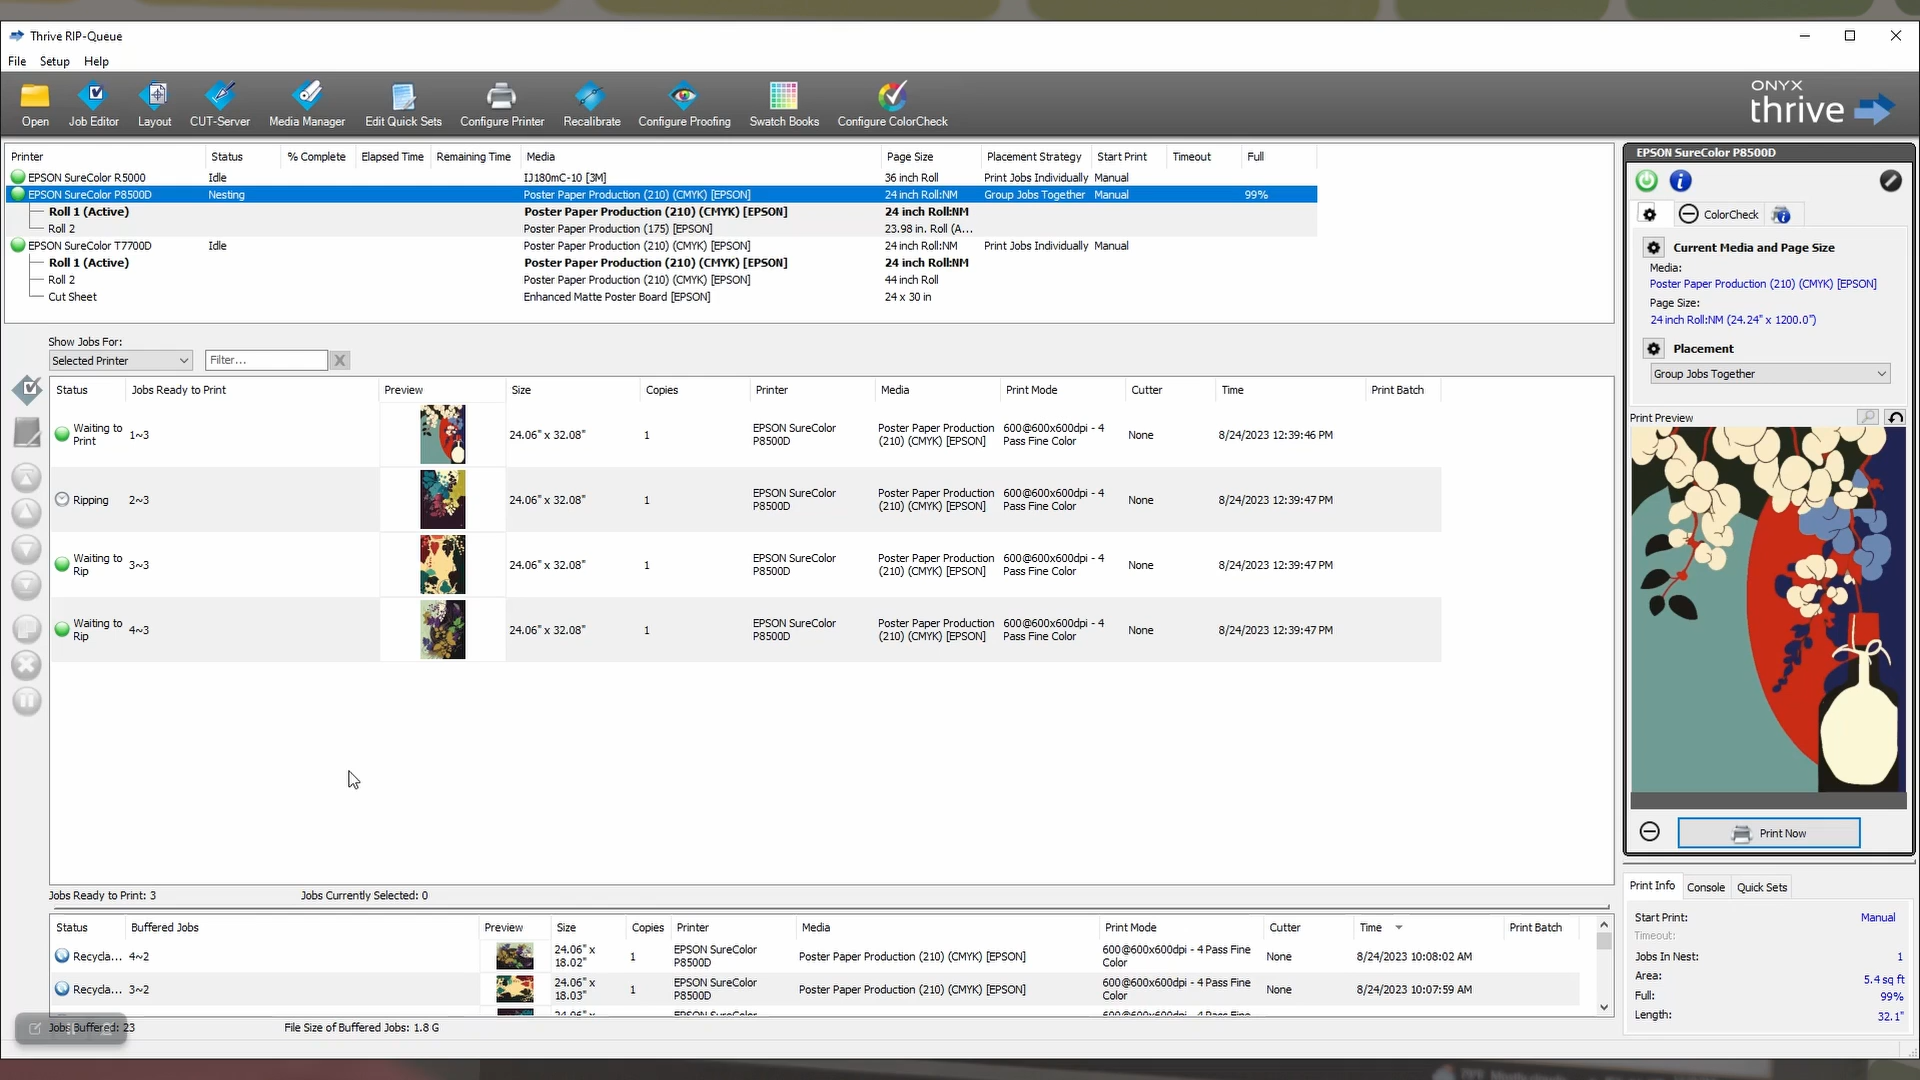 Thrive RIP-Queue
File Setup Help
Open Job Editor Layout CUT-Server Media Manager Edit Quick Sets Configure Printer Recalibrate Configure Proofing Swatch Books Configure ColorCheck
ONYX
thrive
Printer Status % Complete Elapsed Time Remaining Time Media Page Size Placement Strategy Start Print Timeout Full
EPSON SureColor R5000 Idle IJ180mC-10 [3M] 36 inch Roll Print Jobs Individually Manual
EPSON SureColor P8500D Nesting Poster Paper Production (210) (CMYK) [EPSON] 24 inch Roll:NM Group Jobs Together Manual 99%
Roll 1 (Active) Poster Paper Production (210) (CMYK) [EPSON] 24 inch Roll:NM
Roll 2 Poster Paper Production (175) [EPSON] 23.98 in. Roll (A...
EPSON SureColor T7700D Idle Poster Paper Production (210) (CMYK) [EPSON] 24 inch Roll:NM Print Jobs Individually Manual
Roll 1 (Active) Poster Paper Production (210) (CMYK) [EPSON] 24 inch Roll:NM
Roll 2 Poster Paper Production (210) (CMYK) [EPSON] 44 inch Roll
Cut Sheet Enhanced Matte Poster Board [EPSON] 24 x 30 in
Show Jobs For:
Selected Printer Filter...
Status Jobs Ready to Print Preview Size Copies Printer Media Print Mode Cutter Time Print Batch
Waiting to Print 1~3 24.06" x 32.08" 1 EPSON SureColor P8500D Poster Paper Production (210) (CMYK) [EPSON] 600@600x600dpi - 4 Pass Fine Color None 8/24/2023 12:39:46 PM
Ripping 2~3 24.06" x 32.08" 1 EPSON SureColor P8500D Poster Paper Production (210) (CMYK) [EPSON] 600@600x600dpi - 4 Pass Fine Color None 8/24/2023 12:39:47 PM
Waiting to Rip 3~3 24.06" x 32.08" 1 EPSON SureColor P8500D Poster Paper Production (210) (CMYK) [EPSON] 600@600x600dpi - 4 Pass Fine Color None 8/24/2023 12:39:47 PM
Waiting to Rip 4~3 24.06" x 32.08" 1 EPSON SureColor P8500D Poster Paper Production (210) (CMYK) [EPSON] 600@600x600dpi - 4 Pass Fine Color None 8/24/2023 12:39:47 PM
Jobs Ready to Print: 3 Jobs Currently Selected: 0
Status Buffered Jobs Preview Size Copies Printer Media Print Mode Cutter Time Print Batch
Recycla... 4~2 24.06" x 18.02" 1 EPSON SureColor P8500D Poster Paper Production (210) (CMYK) [EPSON] 600@600x600dpi - 4 Pass Fine Color None 8/24/2023 10:08:02 AM
Recycla... 3~2 24.06" x 18.03" 1 EPSON SureColor P8500D Poster Paper Production (210) (CMYK) [EPSON] 600@600x600dpi - 4 Pass Fine Color None 8/24/2023 10:07:59 AM
Jobs Buffered: 23 File Size of Buffered Jobs: 1.8 G
EPSON SureColor P8500D
ColorCheck
Current Media and Page Size
Media:
Poster Paper Production (210) (CMYK) [EPSON]
Page Size:
24 inch Roll:NM (24.24" x 1200.0")
Placement
Group Jobs Together
Print Preview
Print Now
Print Info Console Quick Sets
Start Print: Manual
Timeout:
Jobs In Nest: 1
Area: 5.4 sq ft
Full: 99%
Length: 32.1"